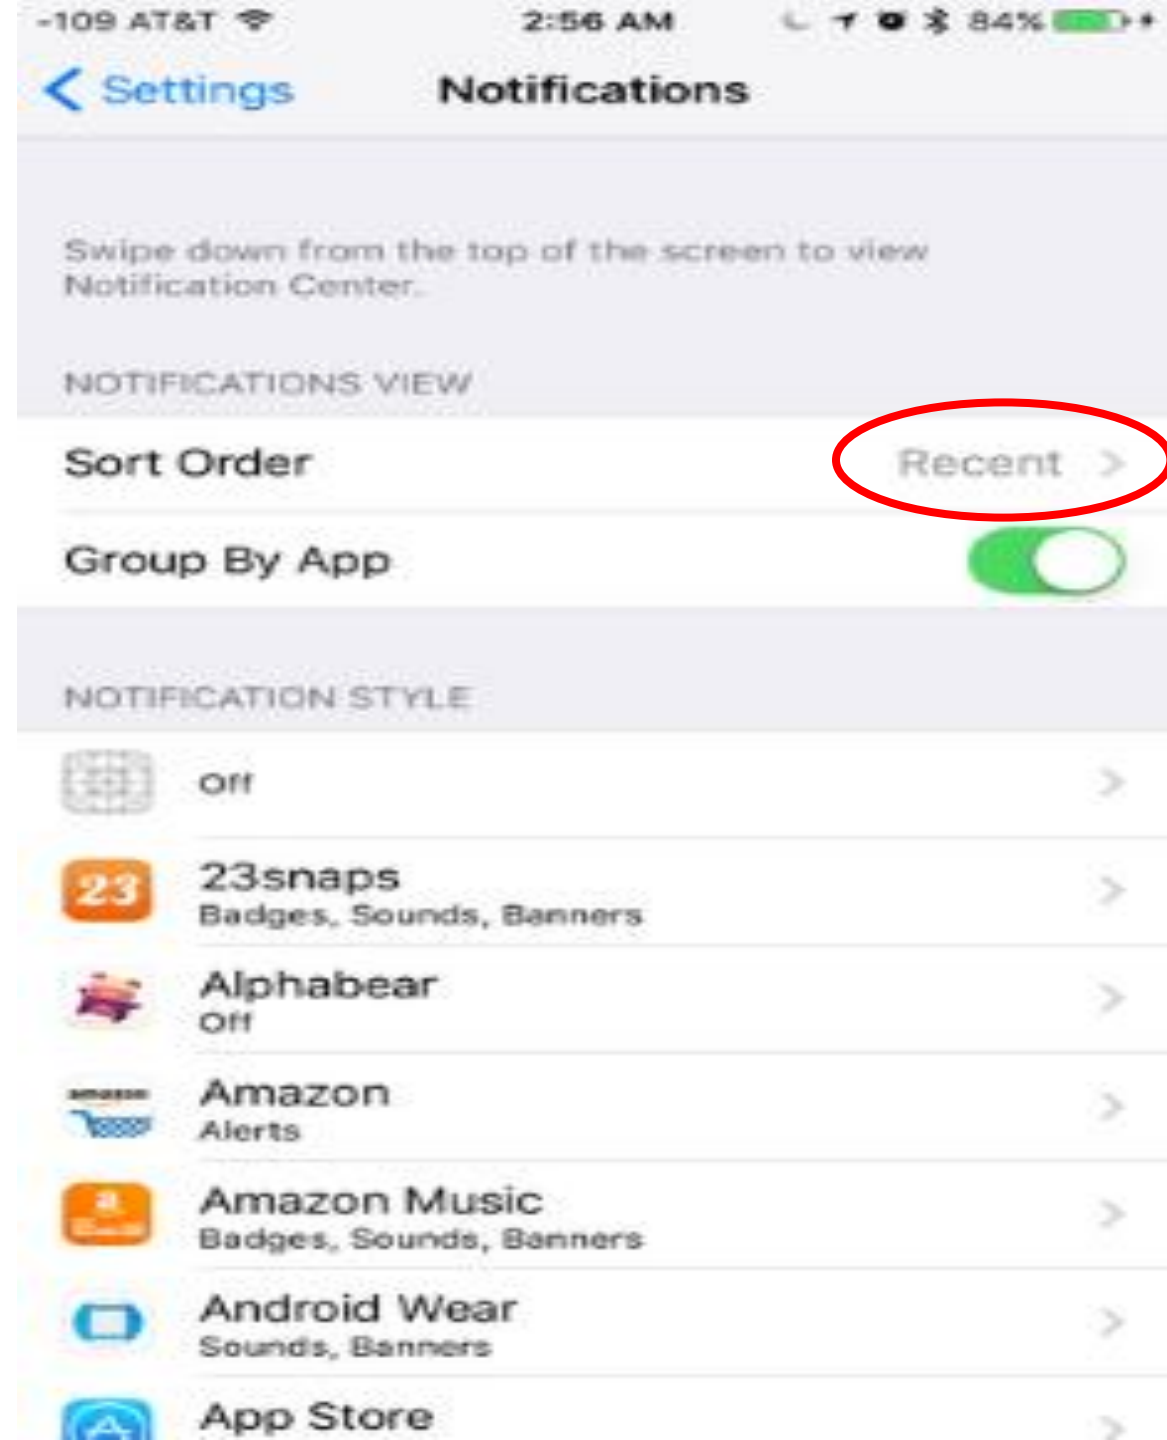 -109 AT&T 2:56 AM 84%
Settings Notifications
Swipe down from the top of the screen to view
Notification Center.
NOTIFICATIONS VIEW
Sort Order Recent
Group By App
NOTIFICATION STYLE
Off
23 23snaps
Badges, Sounds, Banners
Alphabear
Off
amazon Amazon
Alerts
a Amazon Music
Badges, Sounds, Banners
Android Wear
Sounds, Banners
App Store